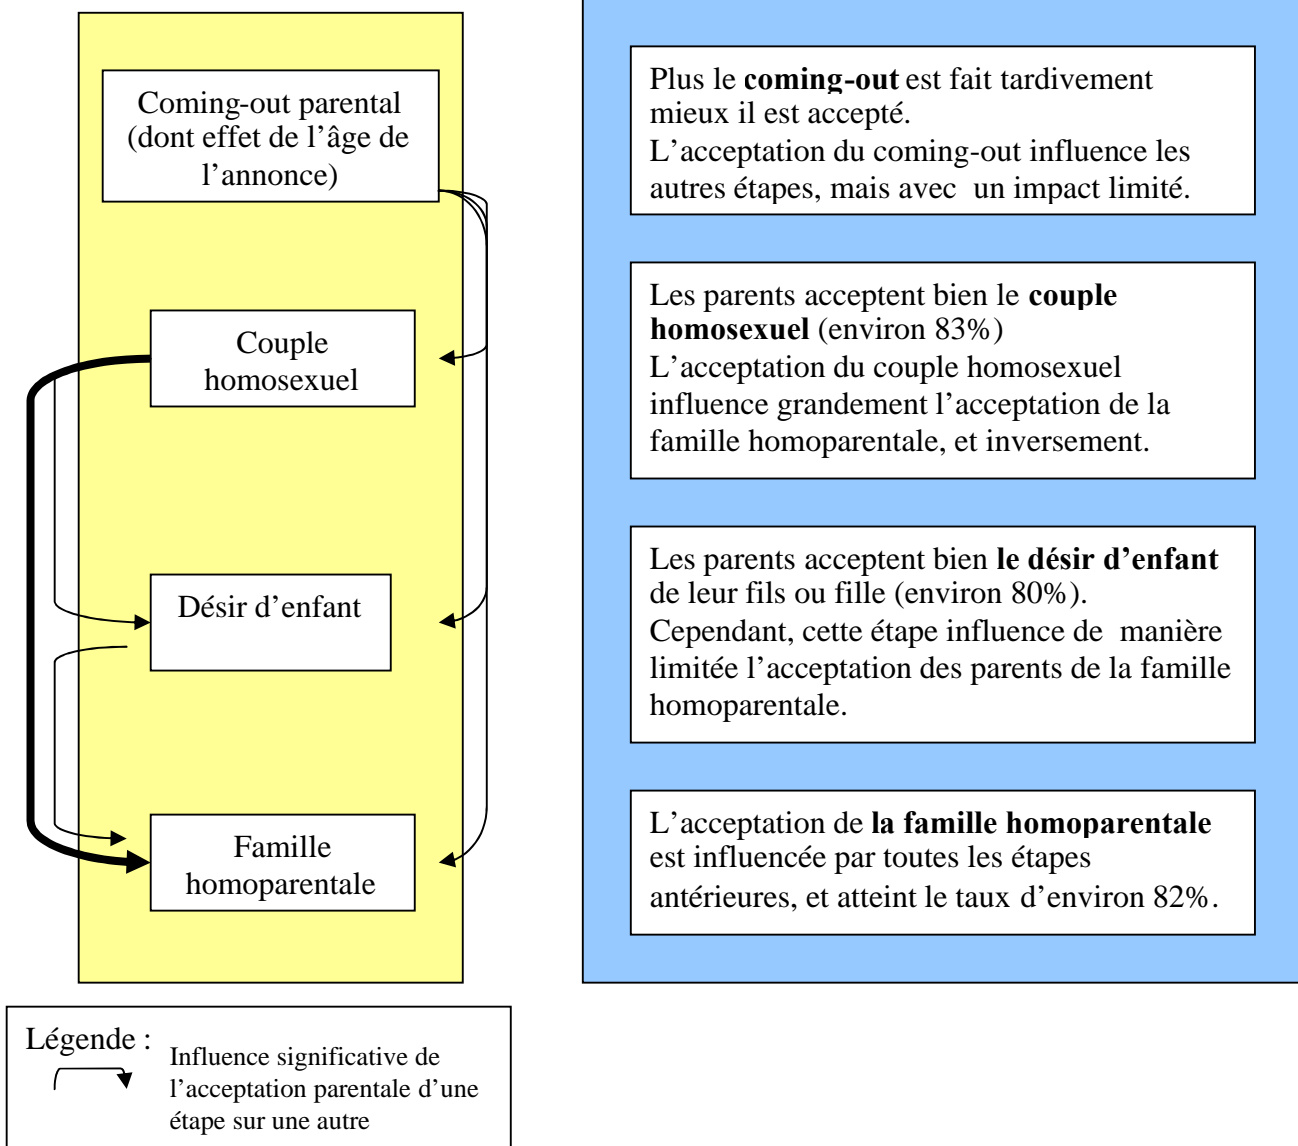 Coming-out parental
(dont effet de l’âge de
l’annonce)
Couple
homosexuel
Désir d’enfant
Famille
homoparentale
Plus le coming-out est fait tardivement
mieux il est accepté.
L’acceptation du coming-out influence les
autres étapes, mais avec un impact limité.
Les parents acceptent bien le couple
homosexuel (environ 83%)
L’acceptation du couple homosexuel
influence grandement l’acceptation de la
famille homoparentale, et inversement.
Les parents acceptent bien le désir d’enfant
de leur fils ou fille (environ 80%).
Cependant, cette étape influence de manière
limitée l’acceptation des parents de la famille
homoparentale.
L’acceptation de la famille homoparentale
est influencée par toutes les étapes
antérieures, et atteint le taux d’environ 82%.
Légende :
Influence significative de
l’acceptation parentale d’une
étape sur une autre